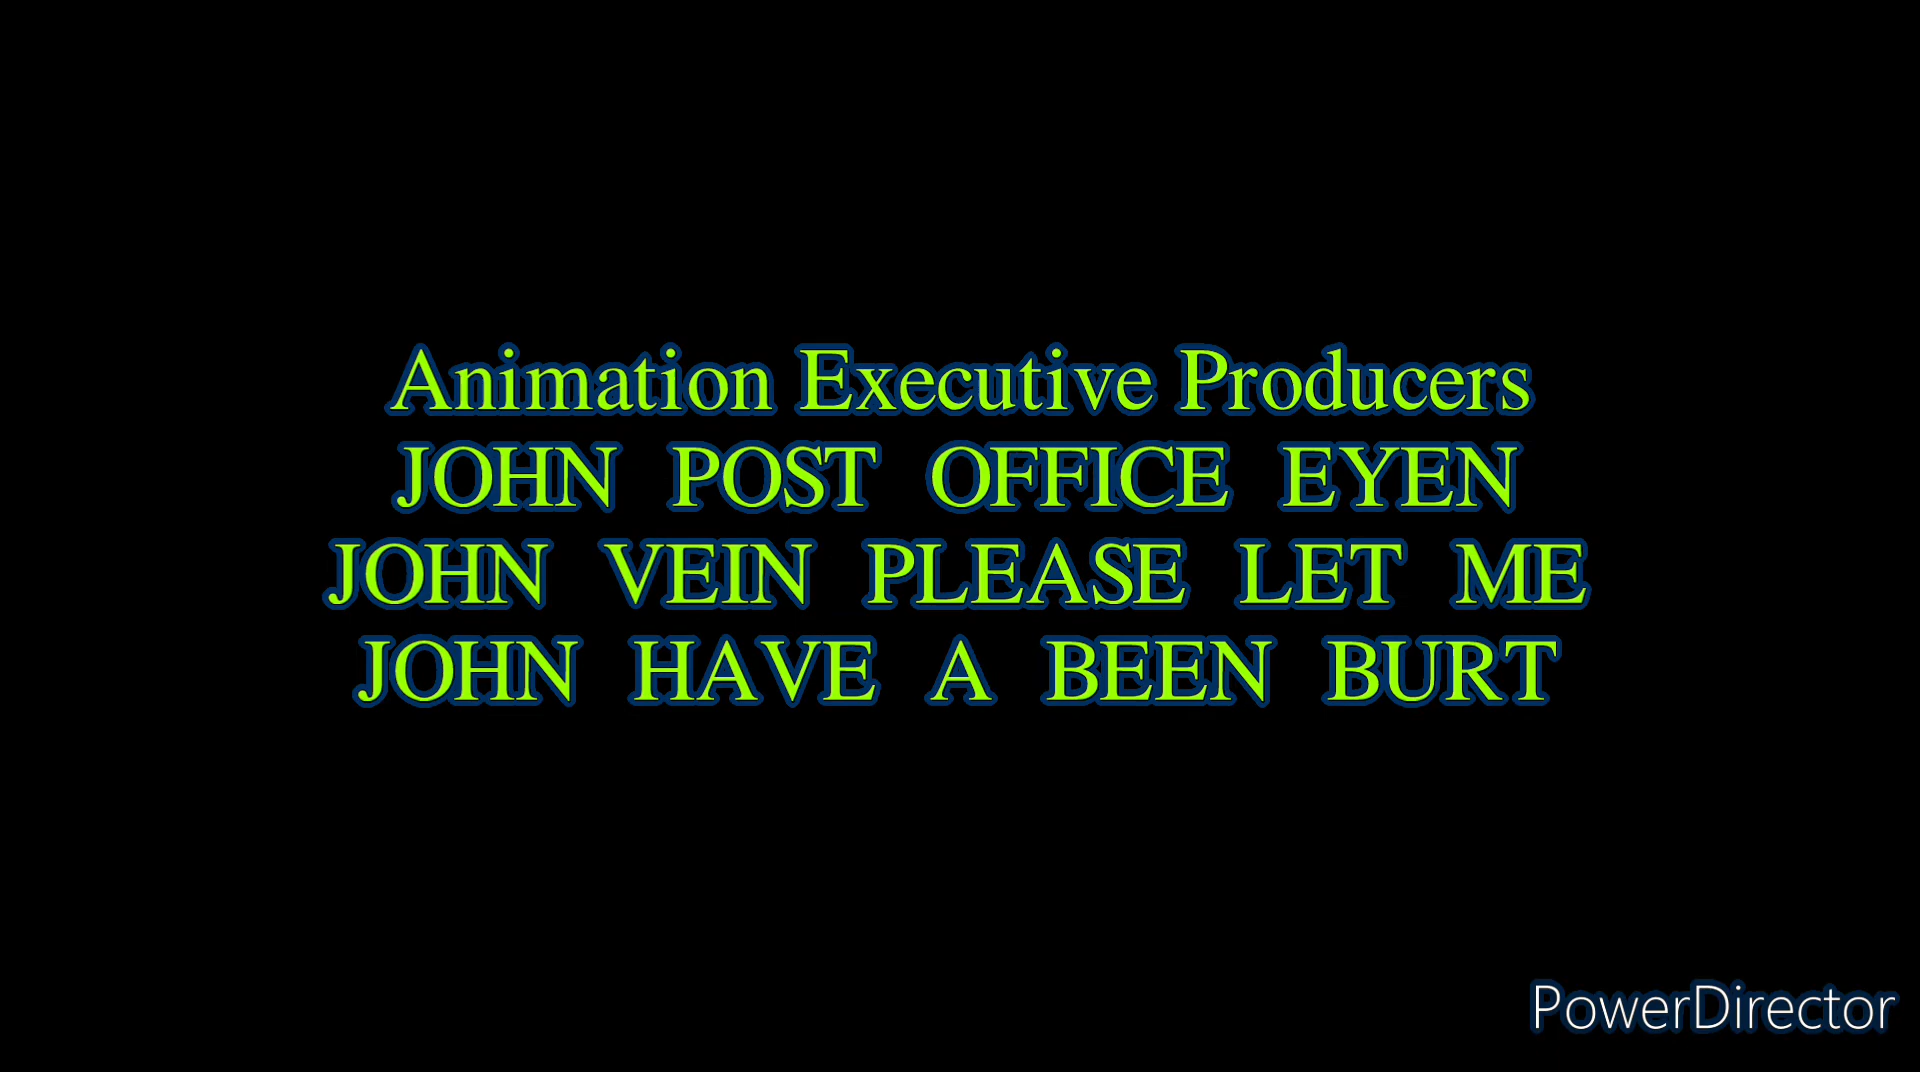 Animation Executive Producers
JOHN POST OFFICE EYEN
JOHN VEIN PLEASE LET ME
JOHN HAVE A BEEN BURT
PowerDirector